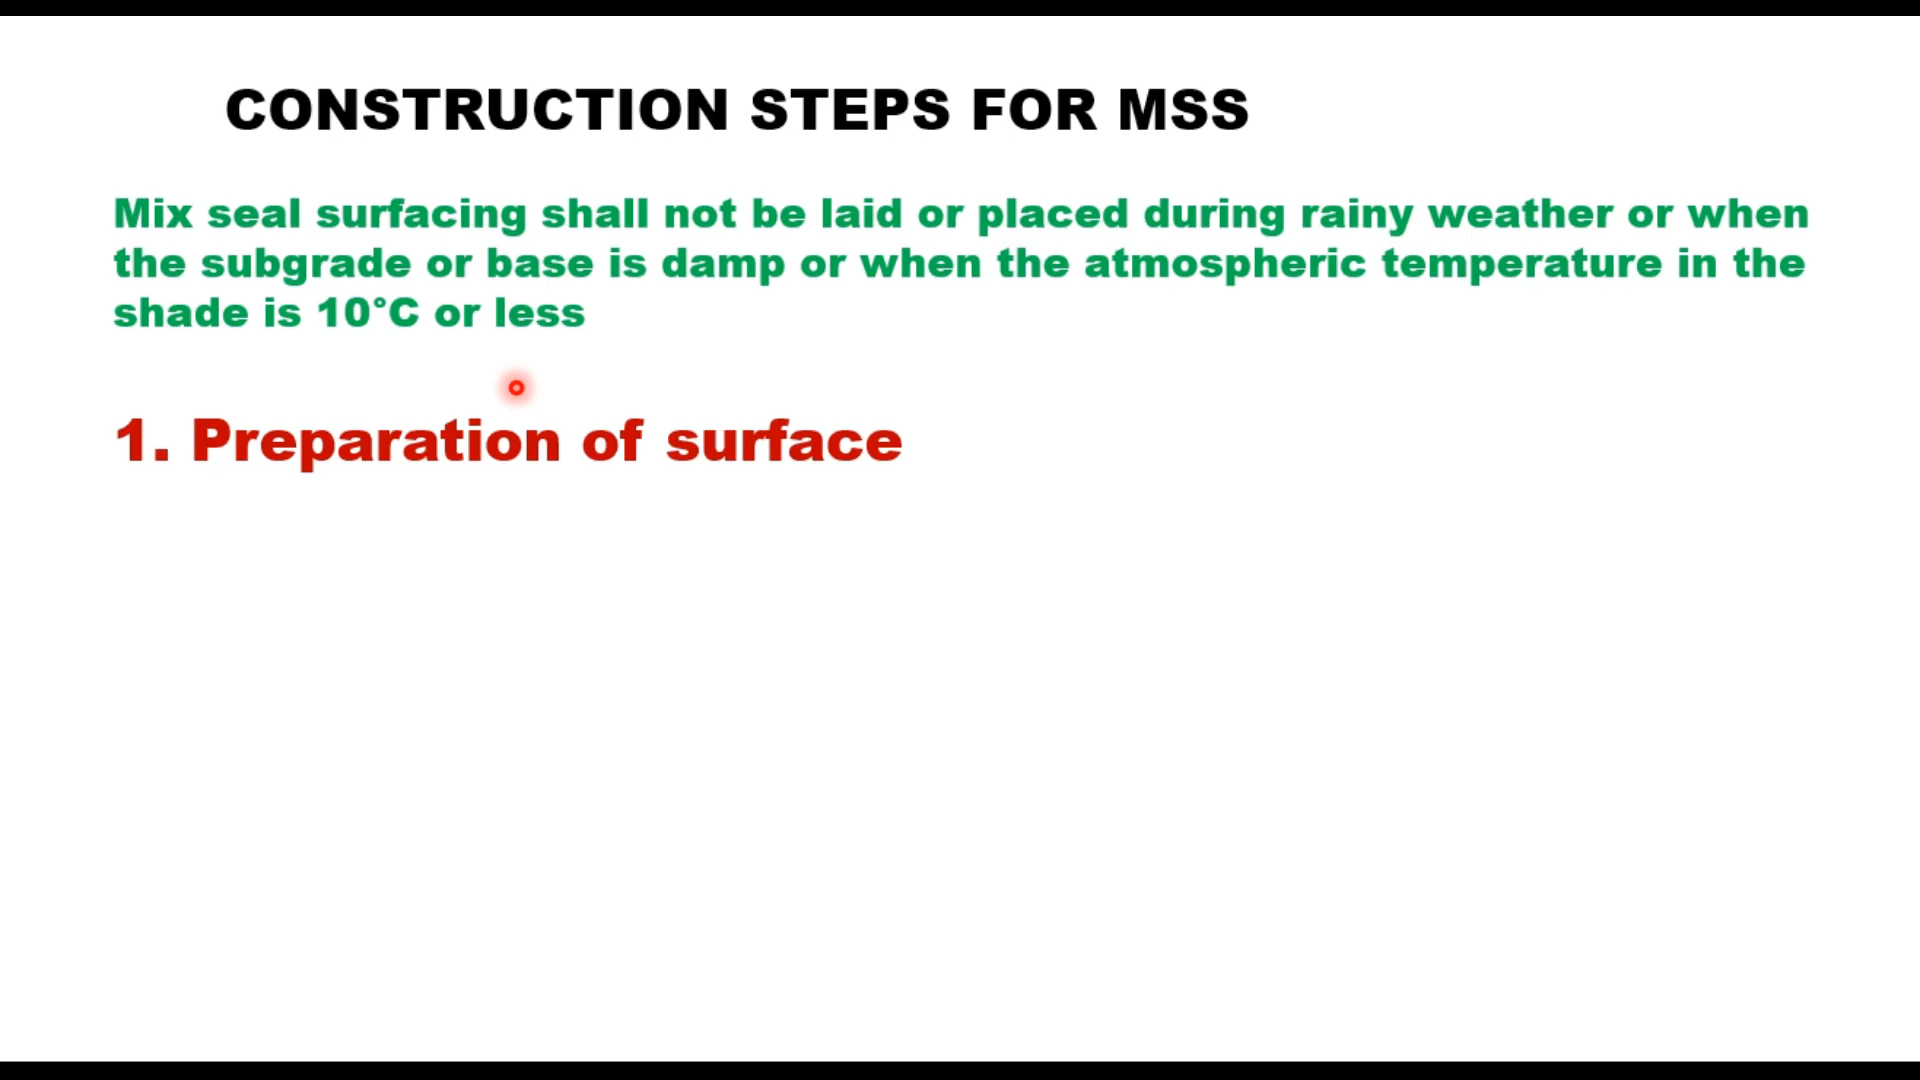 CONSTRUCTION STEPS FOR MSS
Mix seal surfacing shall not be laid or placed during rainy weather or when
the subgrade or base is damp or when the atmospheric temperature in the
shade is 10°C or less
1. Preparation of surface